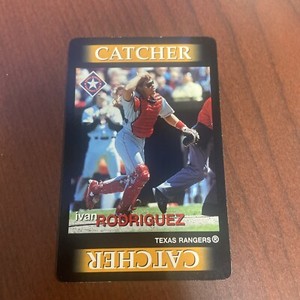 CATCHER
ivan
RODRIGUEZ
TEXAS RANGERS®
CATCHER